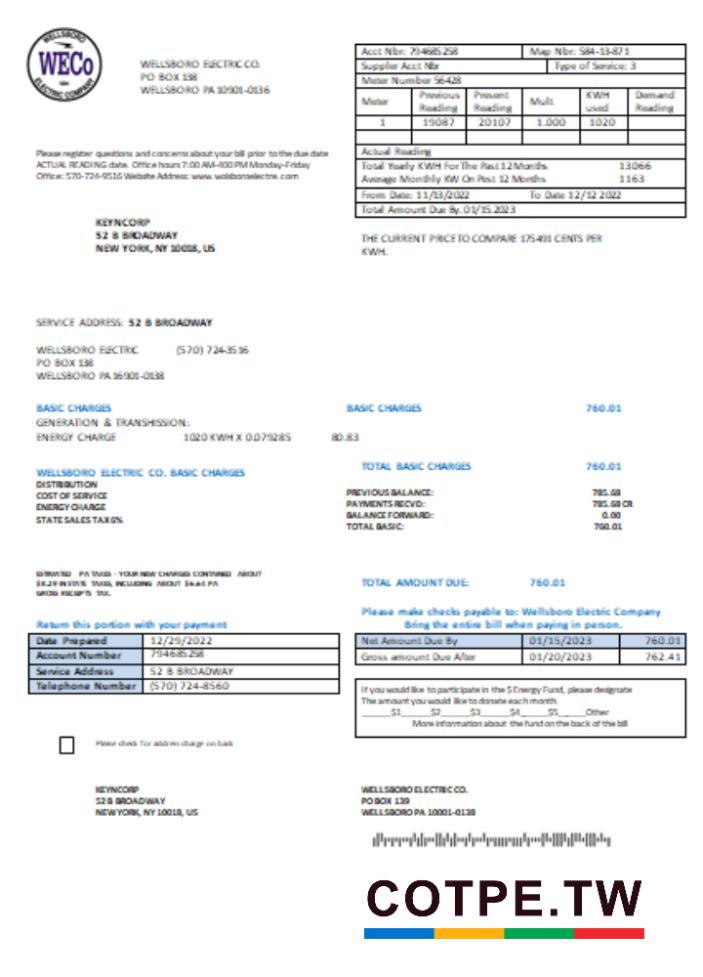 WELLSBORO
WECo
ELECTRIC COMPANY
WELLSBORO ELECTRIC CO.
PO BOX 138
WELLSBORO PA 10901-0136
Please register questions and concerns about your bill prior to the due date
ACTUAL READING date. Office hours 7:00 AM-400 PM Monday-Friday
Office: 570-724-9516 Website Address: www. wolsboroelectre. com
KEYNCORP
52 B BROADWAY
NEW YORK, NY 10018, US
Acct Nbr: 794685258 Map Nbr: 584-13-871
Supplier Acct Nbr Type of Service: 3
Meter Number 56428
Meter Previous Reading Present Reading Mult KWH used Demand Reading
1 19087 20107 1.000 1020
Actual Reading
Total Yearly KWH For The Past 12 Months 13066
Average Monthly KW On Past 12 Months 1163
From Date: 11/13/2022 To Date 12/12 2022
Total Amount Due By. 01/15.2023
THE CURRENT PRICE TO COMPARE 175491 CENTS PER
KWH.
SERVICE ADDRESS: 52 B BROADWAY
WELLSBORO ELECTRIC (570) 724-3516
PO BOX 138
WELLSBORO PA 16901-0138
BASIC CHARGES
GENERATION & TRANSMISSION:
ENERGY CHARGE 1020 KWH X 0.079285 80.83
BASIC CHARGES 760.01
WELLSBORO ELECTRIC CO. BASIC CHARGES
DISTRIBUTION
COST OF SERVICE
ENERGY CHARGE
STATE SALES TAX 6%
TOTAL BASIC CHARGES 760.01
PREVIOUS BALANCE: 785.68
PAYMENTS RECVD: 785.68 CR
BALANCE FORWARD: 0.00
TOTAL BASIC: 760.01
ESTIMATED PA TAXES - YOUR NEW CHARGES CONTAINED ABOUT
$8.29 IN STATE TAXES, INCLUDING ABOUT $6.64 PA
GROSS RECEIPTS TAX.
TOTAL AMOUNT DUE: 760.01
Please make checks payable to: Wellsboro Electric Company
Bring the entire bill when paying in person.
Return this portion with your payment
Date Prepared 12/29/2022
Account Number 794685258
Service Address 52 B BROADWAY
Telephone Number (570) 724-8560
Net Amount Due By 01/15/2023 760.01
Gross amount Due After 01/20/2023 762.41
If you would like to participate in the $ Energy Fund, please designate
The amount you would like to donate each month.
______$1______$2______$3______$4______$5______Other
More information about the fund on the back of the bill
Please check for address charge on back
KEYNCORP
52 B BROADWAY
NEW YORK, NY 10018, US
WELLSBORO ELECTRIC CO.
PO BOX 139
WELLSBORO PA 10001-0138
COTPE.TW